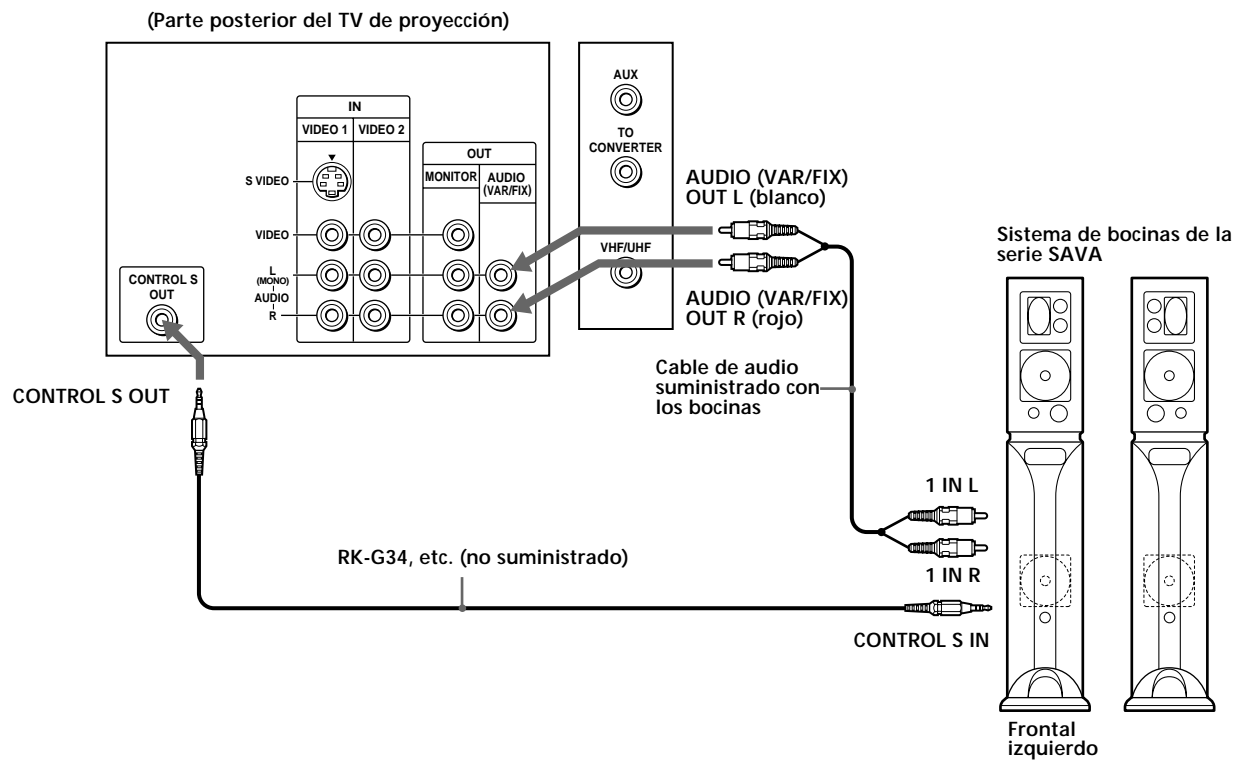 (Parte posterior del TV de proyección)
IN
VIDEO 1
VIDEO 2
S VIDEO
VIDEO
L
(MONO)
AUDIO
R
OUT
MONITOR
AUDIO
(VAR/FIX)
CONTROL S
OUT
AUX
TO
CONVERTER
VHF/UHF
AUDIO (VAR/FIX)
OUT L (blanco)
AUDIO (VAR/FIX)
OUT R (rojo)
Sistema de bocinas de la
serie SAVA
Cable de audio
suministrado con
los bocinas
CONTROL S OUT
1 IN L
1 IN R
RK-G34, etc. (no suministrado)
CONTROL S IN
Frontal
izquierdo